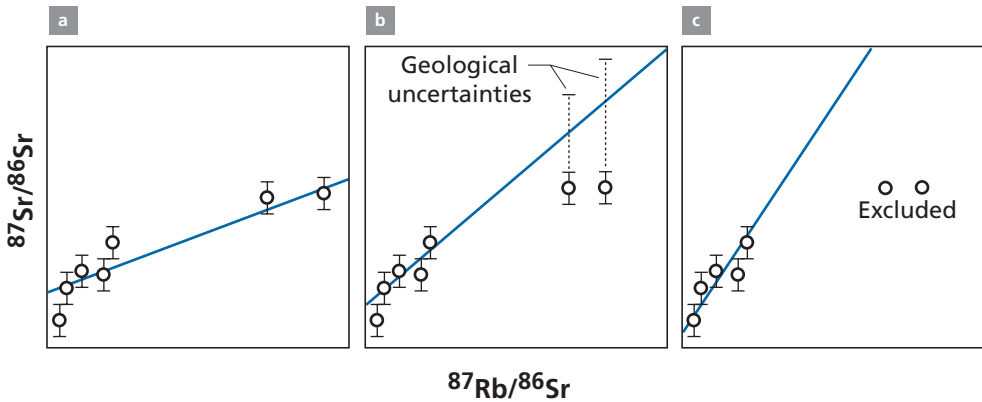 a
b
c
Geological
uncertainties
Excluded
⁸⁷Sr/⁸⁶Sr
⁸⁷Rb/⁸⁶Sr